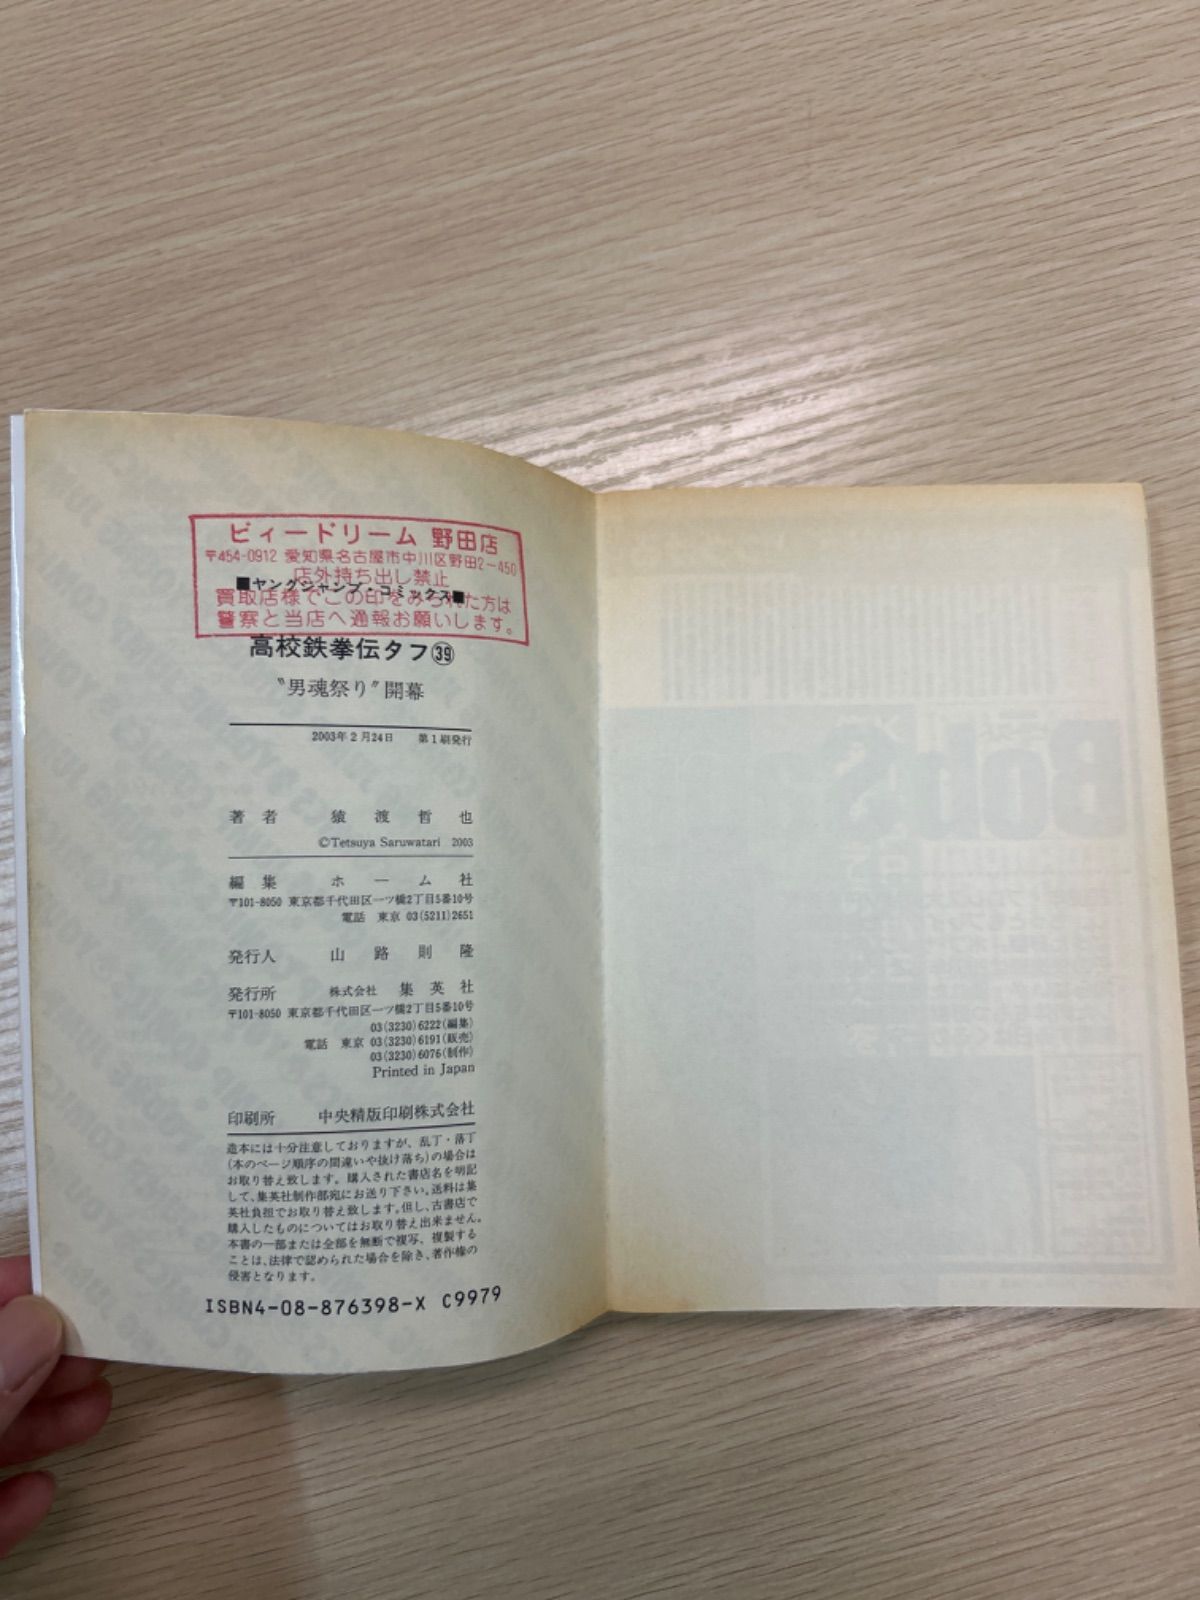 ビィードリーム 野田店
〒454-0912 愛知県名古屋市中川区野田2-450
店外持ち出し禁止
■ヤングジャンプ・コミックス■
買取店様でこの印をみられた方は
警察と当店へ通報お願いします。
高校鉄拳伝タフ㊴
〝男魂祭り〟開幕
2003年2月24日 第1刷発行
著者 猿渡哲也
©Tetsuya Saruwatari 2003
編集 ホーム社
〒101-8050 東京都千代田区一ツ橋2丁目5番10号
電話 東京 03(5211)2651
発行人 山路則隆
発行所 株式会社 集英社
〒101-8050 東京都千代田区一ツ橋2丁目5番10号
03(3230)6222(編集)
電話 東京 03(3230)6191(販売)
03(3230)6076(制作)
Printed in Japan
印刷所 中央精版印刷株式会社
造本には十分注意しておりますが、乱丁・落丁
(本のページ順序の間違いや抜け落ち)の場合は
お取り替え致します。購入された書店名を明記
して、集英社制作部宛にお送り下さい。送料は集
英社負担でお取り替え致します。但し、古書店で
購入したものについてはお取り替え出来ません。
本書の一部または全部を無断で複写、複製する
ことは、法律で認められた場合を除き、著作権の
侵害となります。
ISBN4-08-876398-X C9979